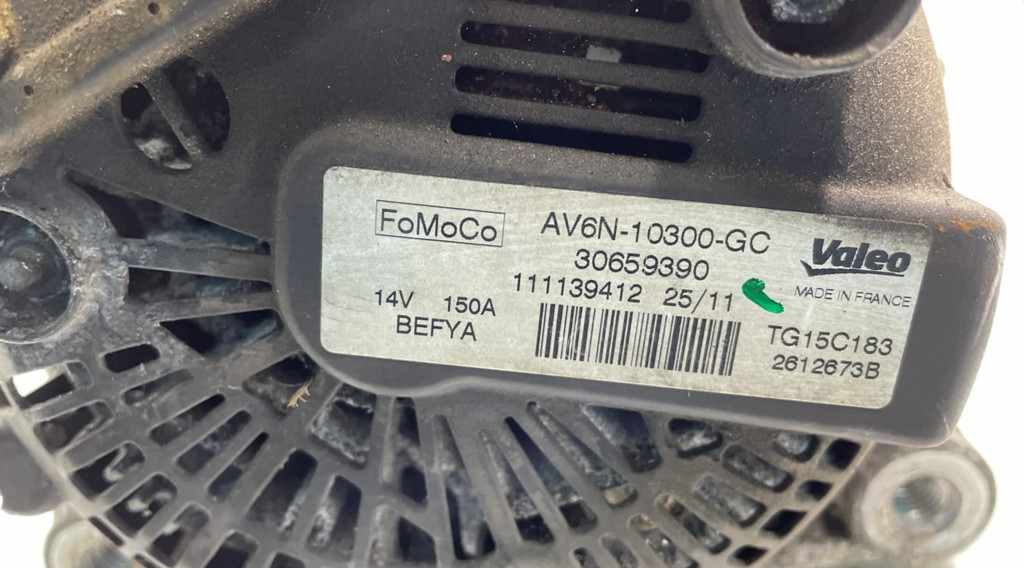 FoMoCo
AV6N-10300-GC
30659390
111139412 25/11
14V 150A
BEFYA
Valeo
MADE IN FRANCE
TG15C183
2612673B